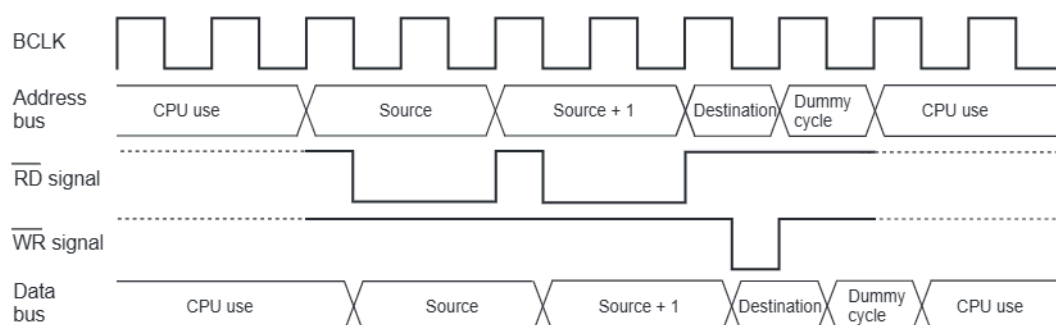 BCLK
Address
bus
CPU use
Source
Source + 1
Destination
Dummy
cycle
CPU use
RD signal
WR signal
Data
bus
CPU use
Source
Source + 1
Destination
Dummy
cycle
CPU use